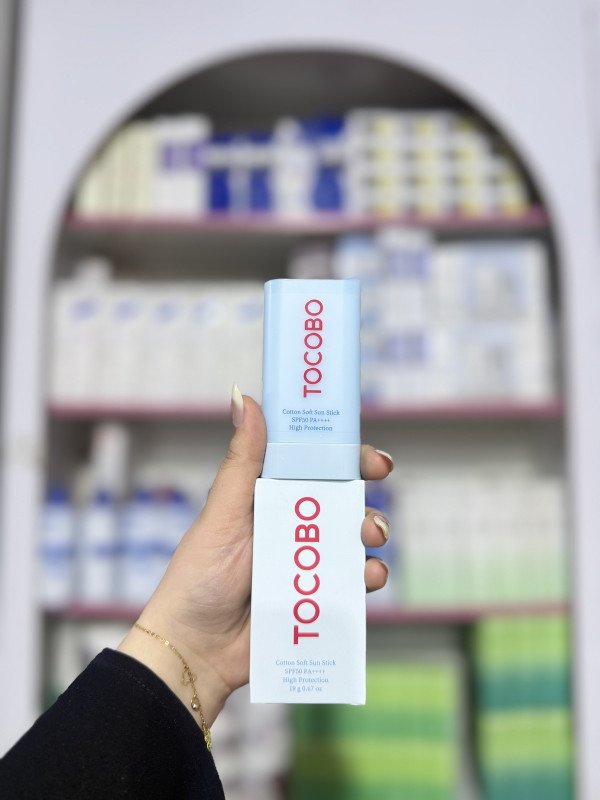 TOCOBO
Cotton Soft Sun Stick
SPF50 PA++++
High Protection
TOCOBO
Cotton Soft Sun Stick
SPF50 PA++++
High Protection
19 g 0.67 oz